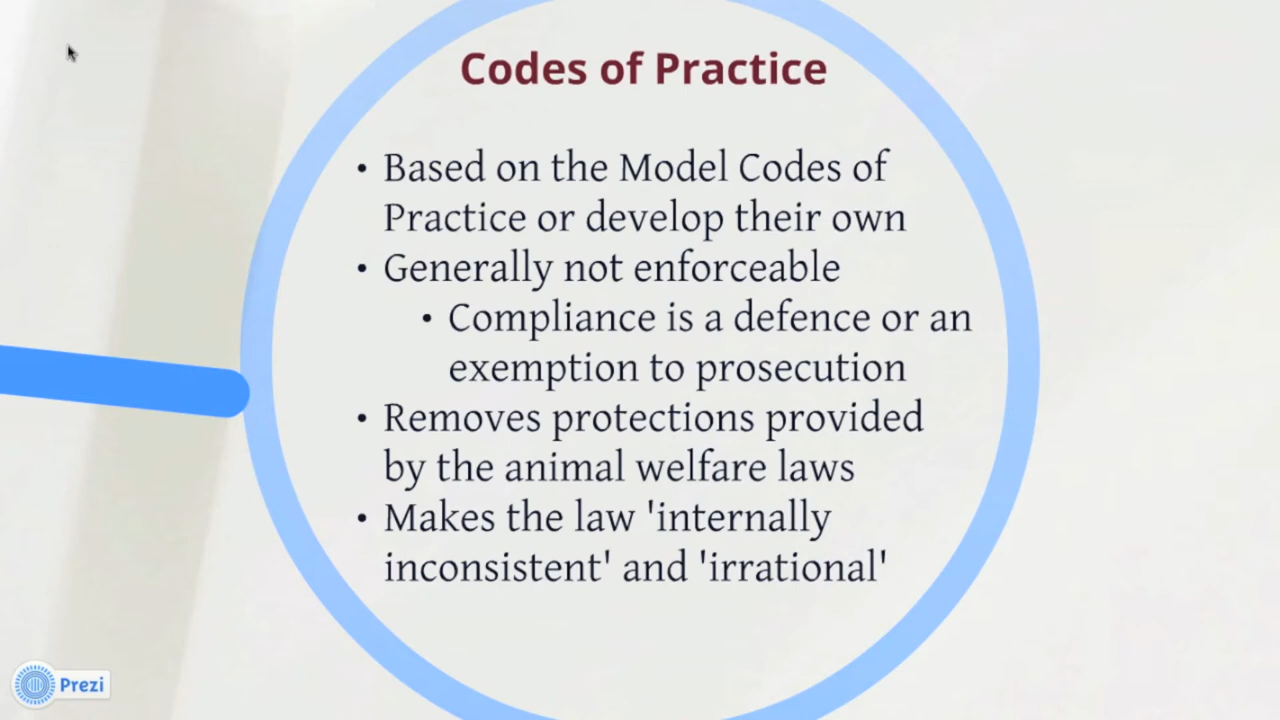 Codes of Practice
• Based on the Model Codes of
Practice or develop their own
• Generally not enforceable
• Compliance is a defence or an
exemption to prosecution
• Removes protections provided
by the animal welfare laws
• Makes the law 'internally
inconsistent' and 'irrational'
Prezi